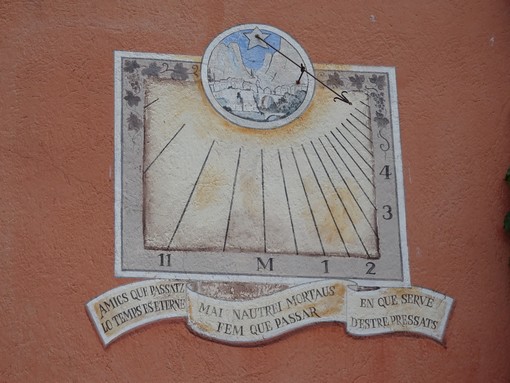 4
3
11 M 1 2
AMICS QUE PASSATZ
LO TEMPS ES ETERNE
MAI NAUTREI MORTAUS
FEM QUE PASSAR
EN QUE SERVE
D'ESTRE PRESSATS